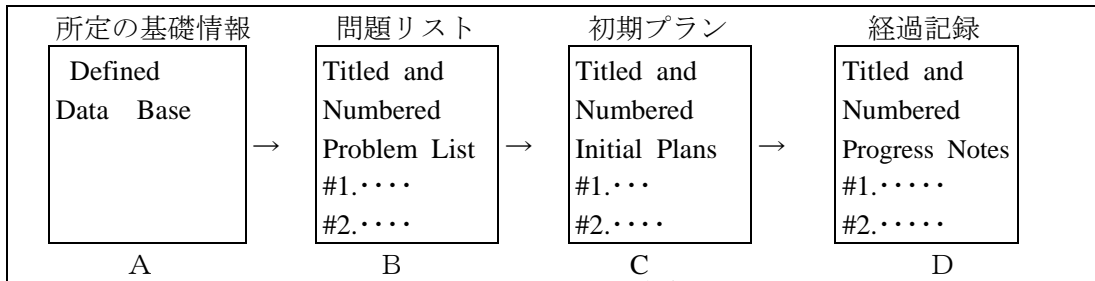 所定の基礎情報 問題リスト 初期プラン 経過記録
Defined Titled and Titled and Titled and
Data Base Numbered Numbered Numbered
→ Problem List → Initial Plans → Progress Notes
#1.・・・・ #1.・・・ #1.・・・・・
#2.・・・・ #2.・・・・ #2.・・・・・
A B C D